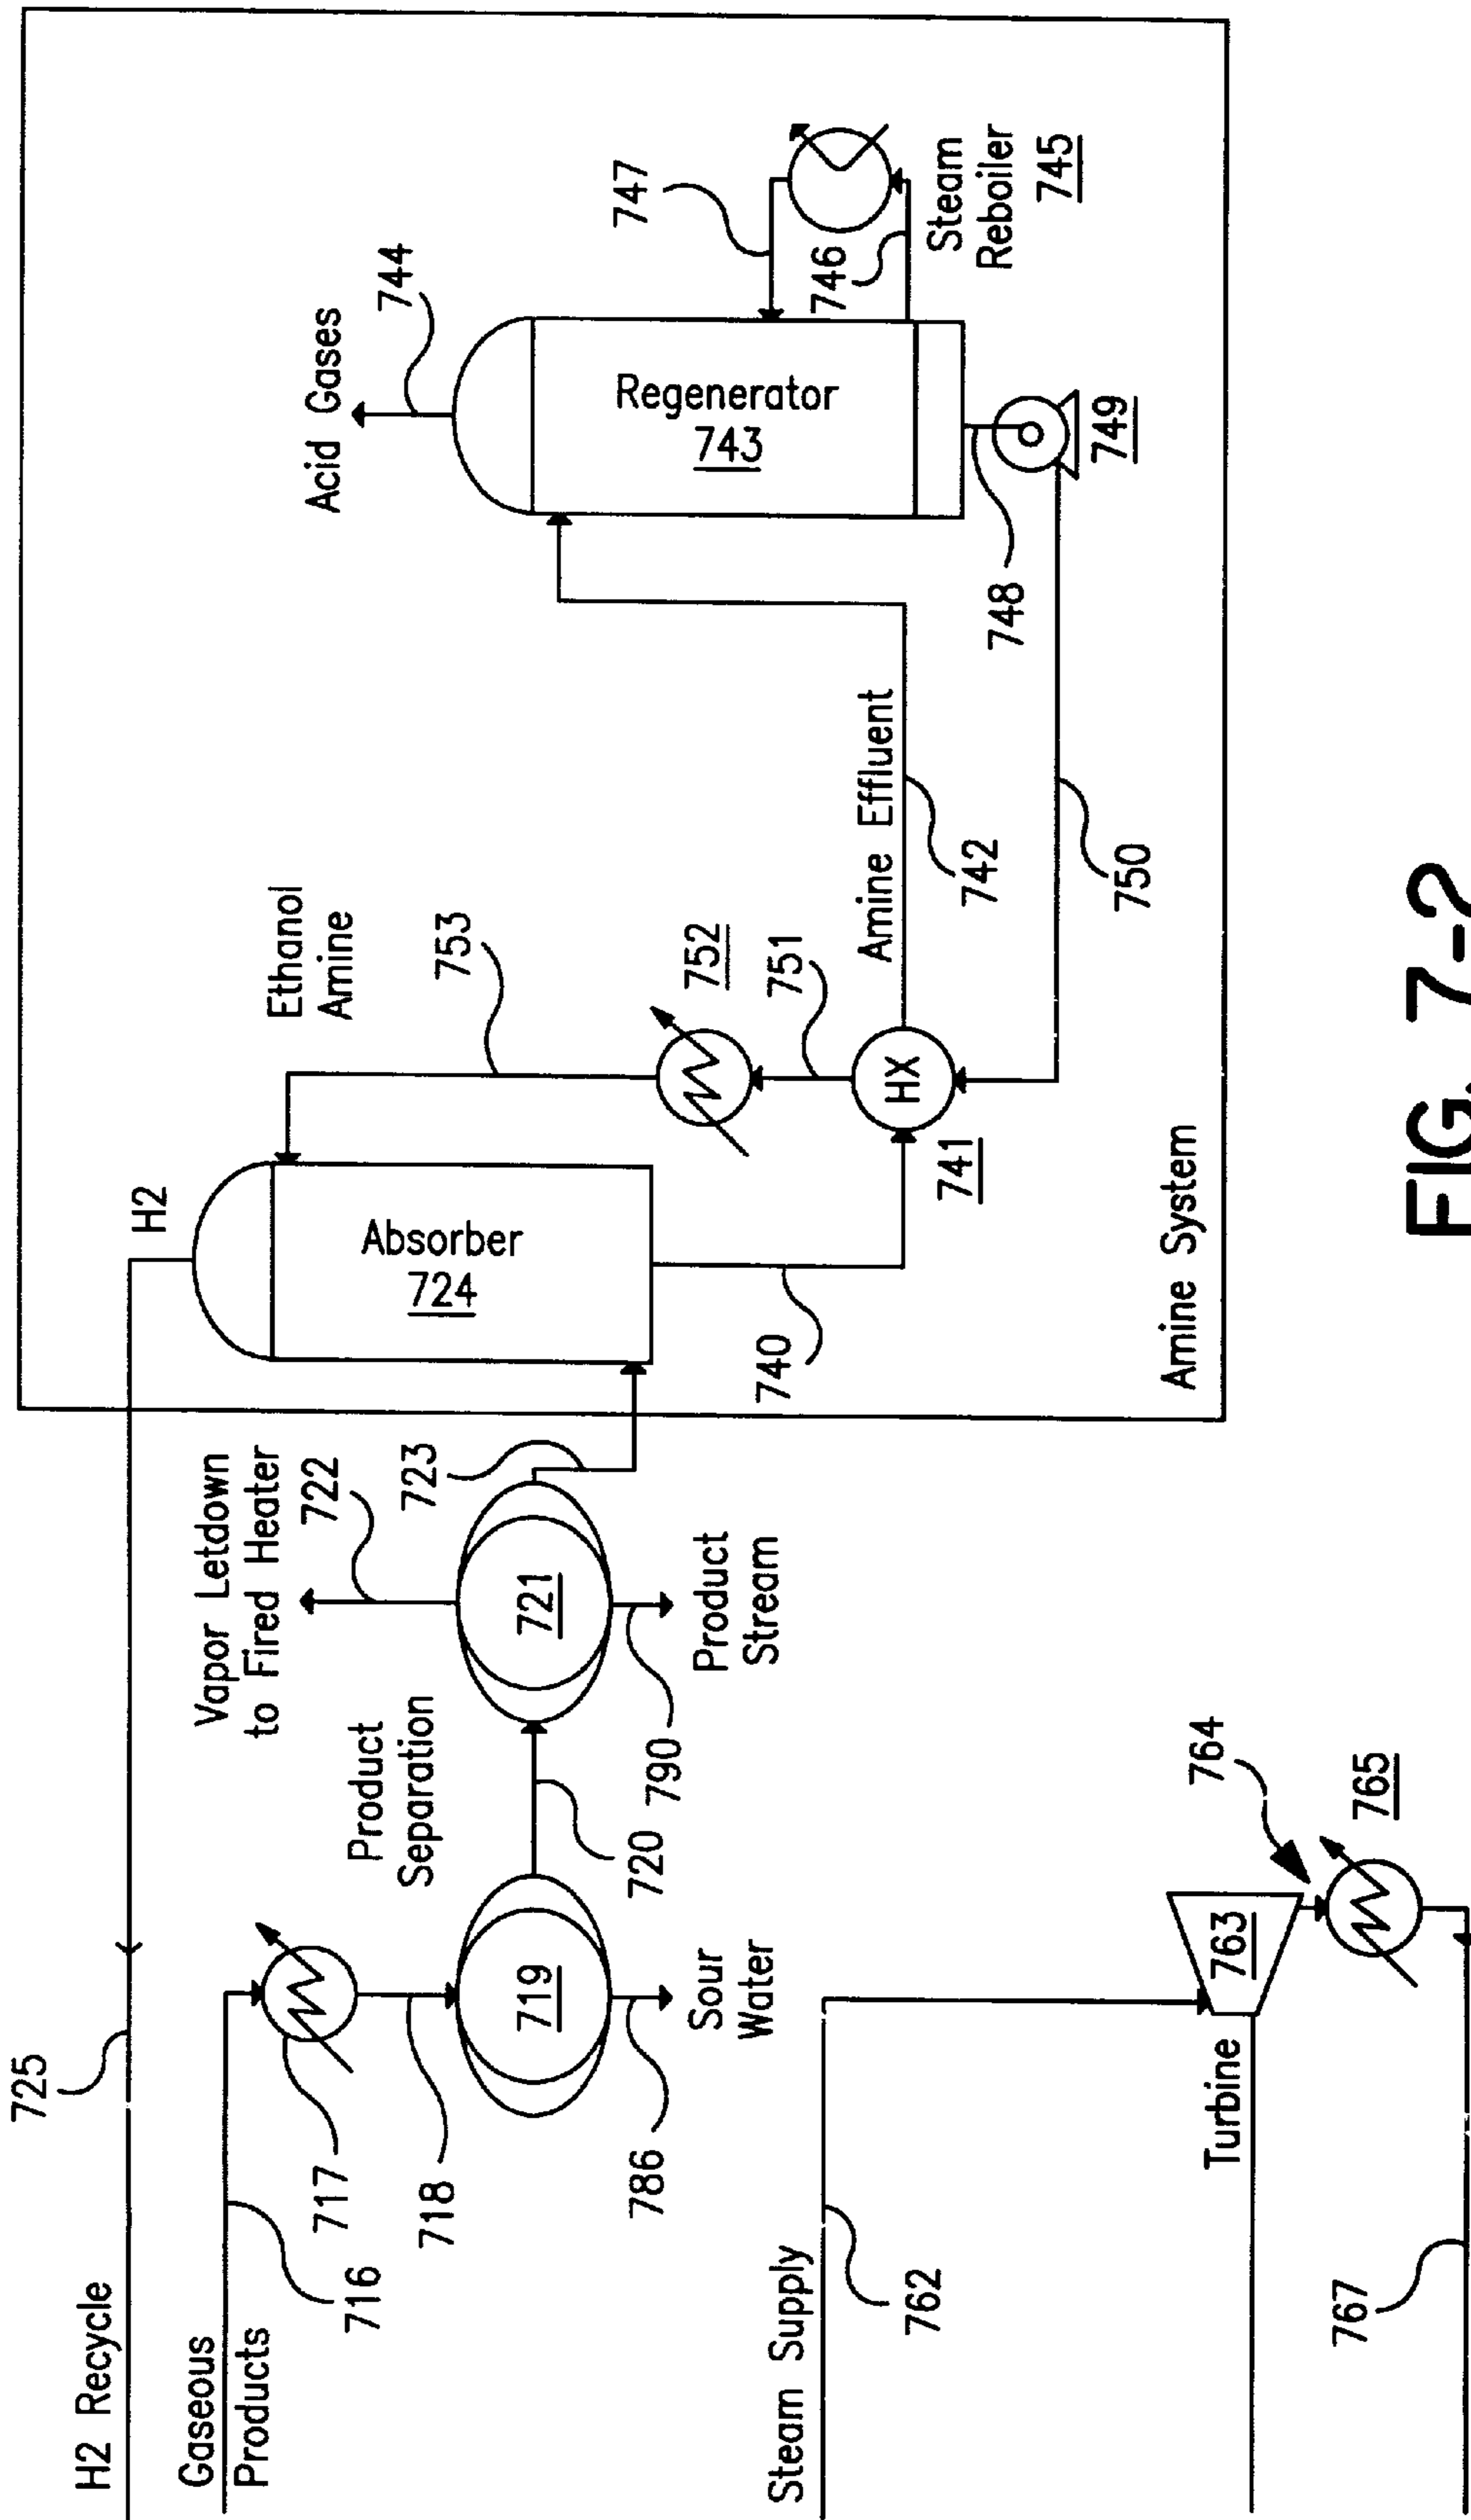 H2 Recycle
725
H2
Gaseous
Products
716
717
718
719
786
Sour
Water
720
Product
Separation
Vapor Letdown
to Fired Heater
722
721
723
790
Product
Stream
Absorber
724
740
Ethanol
Amine
753
752
751
HX
741
Amine Effluent
742
Acid Gases
744
Regenerator
743
747
746
Steam
Reboiler
745
748
749
750
Amine System
Steam Supply
762
Turbine
763
764
765
767
FIG. 7-2